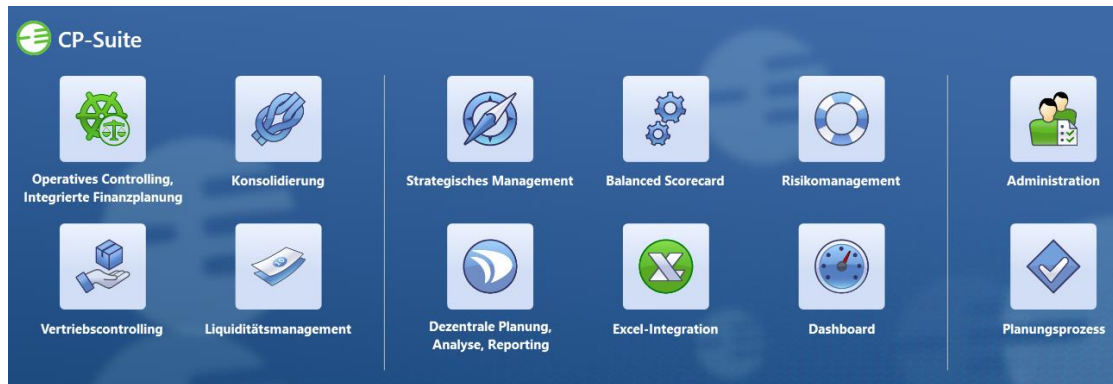 CP-Suite
Operatives Controlling,
Integrierte Finanzplanung
Konsolidierung
Strategisches Management
Balanced Scorecard
Risikomanagement
Administration
Vertriebscontrolling
Liquiditätsmanagement
Dezentrale Planung,
Analyse, Reporting
Excel-Integration
Dashboard
Planungsprozess